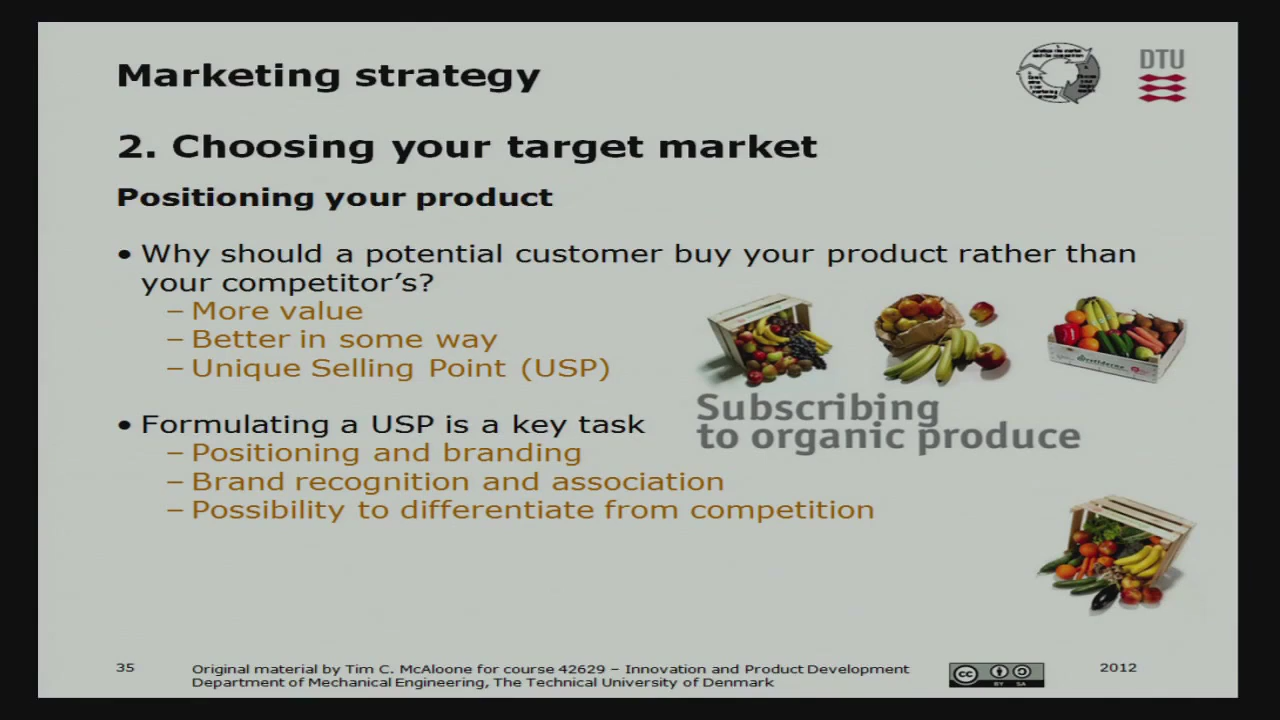 Marketing strategy
DTU
2. Choosing your target market
Positioning your product
• Why should a potential customer buy your product rather than
your competitor's?
– More value
– Better in some way
– Unique Selling Point (USP)
• Formulating a USP is a key task
– Positioning and branding
– Brand recognition and association
– Possibility to differentiate from competition
Subscribing
to organic produce
35
Original material by Tim C. McAloone for course 42629 – Innovation and Product Development
Department of Mechanical Engineering, The Technical University of Denmark
cc
BY SA
2012